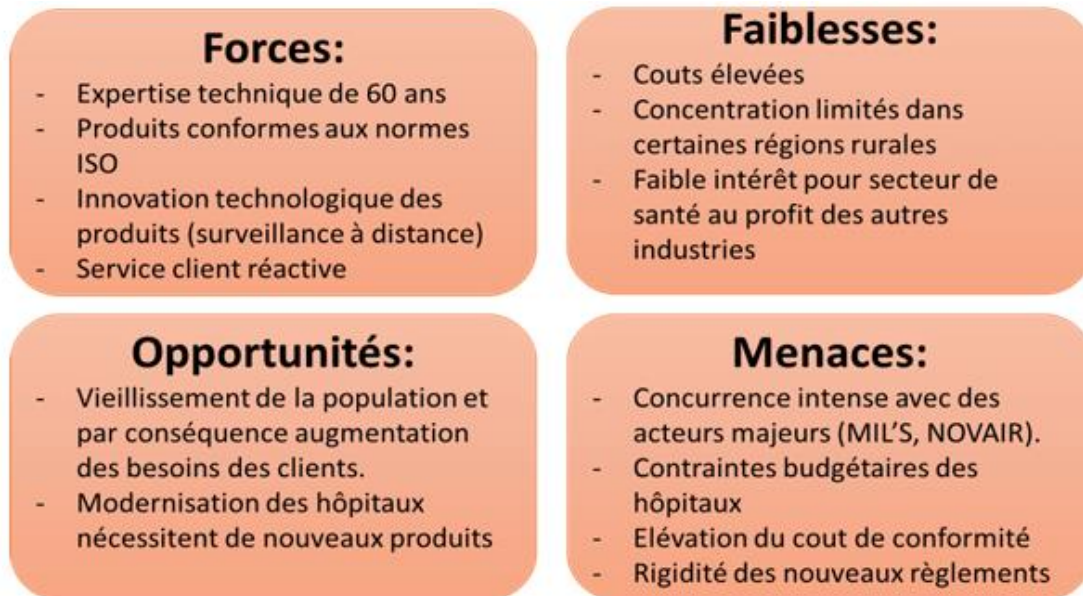 Forces:
- Expertise technique de 60 ans
- Produits conformes aux normes
ISO
- Innovation technologique des
produits (surveillance à distance)
- Service client réactive
Faiblesses:
- Couts élevées
- Concentration limités dans
certaines régions rurales
- Faible intérêt pour secteur de
santé au profit des autres
industries
Opportunités:
- Vieillissement de la population et
par conséquence augmentation
des besoins des clients.
- Modernisation des hôpitaux
nécessitent de nouveaux produits
Menaces:
- Concurrence intense avec des
acteurs majeurs (MIL'S, NOVAIR).
- Contraintes budgétaires des
hôpitaux
- Elévation du cout de conformité
- Rigidité des nouveaux règlements